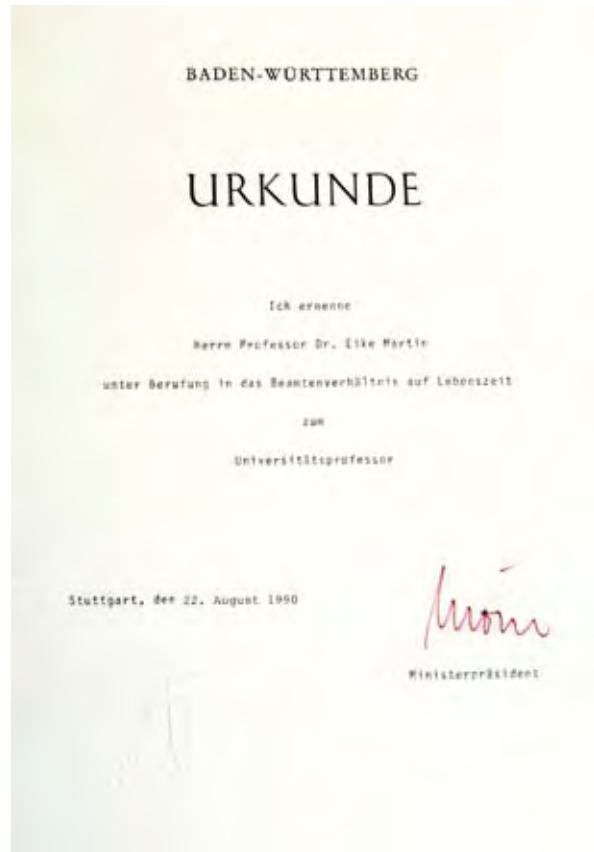 BADEN-WÜRTTEMBERG
URKUNDE
Ich ernenne
Herrn Professor Dr. Eike Martin
unter Berufung in das Beamtenverhältnis auf Lebenszeit
zum
Universitätsprofessor
Stuttgart, den 22. August 1990
Ministerpräsident